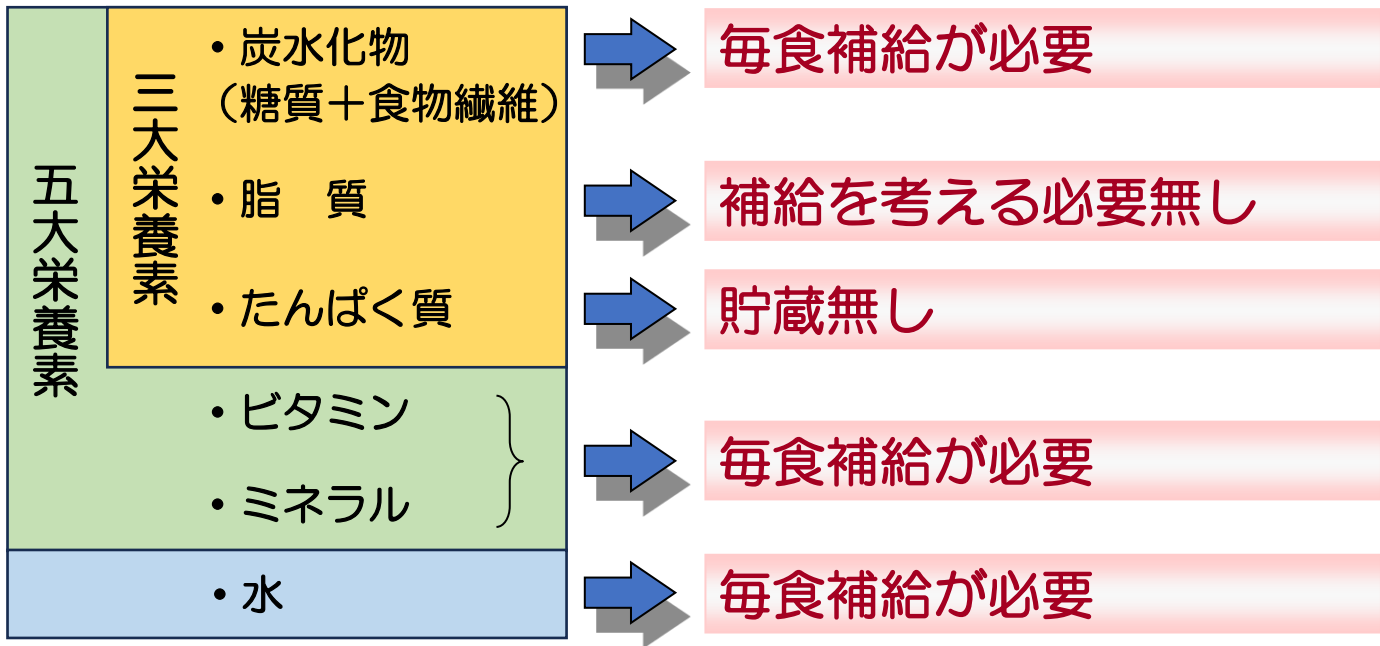 五大栄養素
三大栄養素
・炭水化物
（糖質＋食物繊維）
毎食補給が必要
・脂　質
補給を考える必要無し
・たんぱく質
貯蔵無し
・ビタミン
・ミネラル
毎食補給が必要
・水
毎食補給が必要